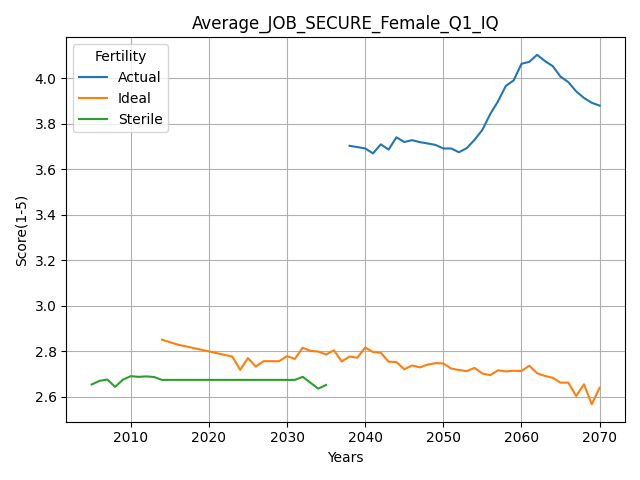 Average_JOB_SECURE_Female_Q1_IQ
Fertility
Actual
Ideal
Sterile
Score(1-5)
4.0
3.8
3.6
3.4
3.2
3.0
2.8
2.6
2010 2020 2030 2040 2050 2060 2070
Years